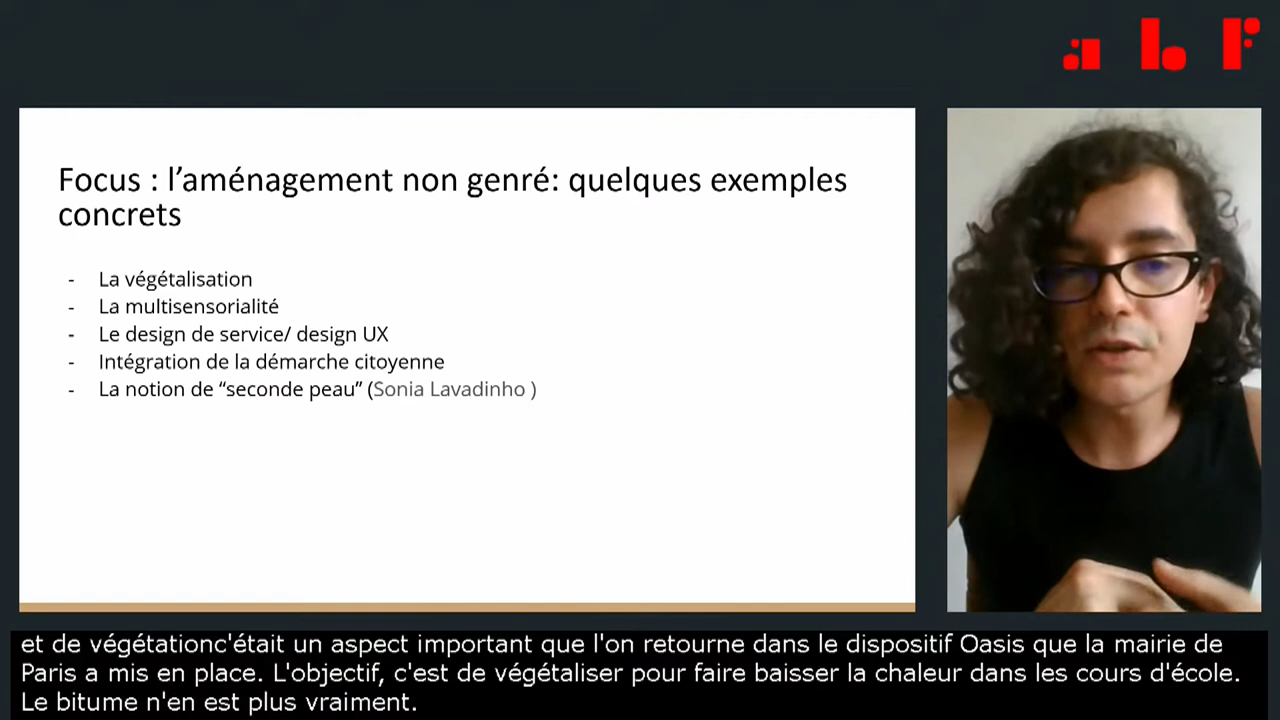 abf
Focus : l’aménagement non genré: quelques exemples
concrets
- La végétalisation
- La multisensorialité
- Le design de service/ design UX
- Intégration de la démarche citoyenne
- La notion de “seconde peau” (Sonia Lavadinho )
et de végétationc'était un aspect important que l'on retourne dans le dispositif Oasis que la mairie de
Paris a mis en place. L'objectif, c'est de végétaliser pour faire baisser la chaleur dans les cours d'école.
Le bitume n'en est plus vraiment.